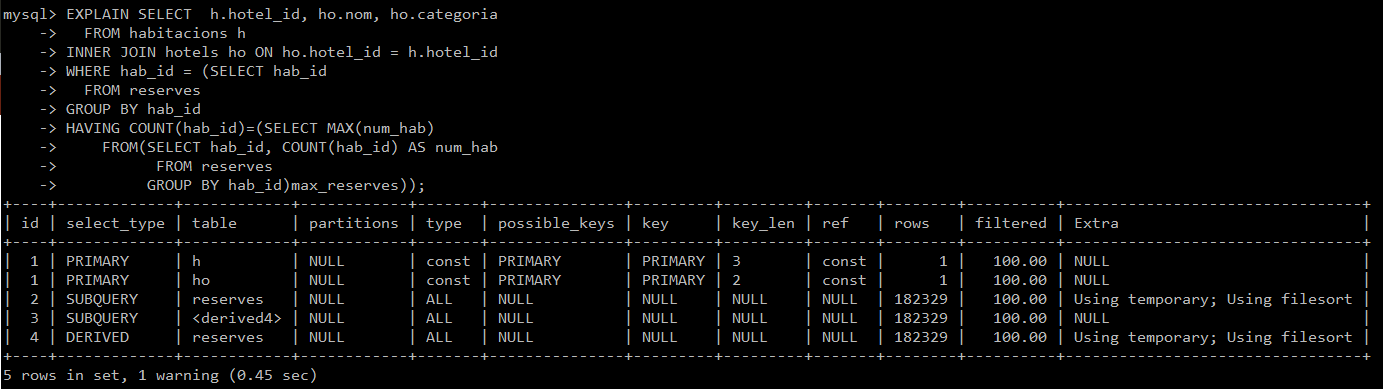 mysql> EXPLAIN SELECT  h.hotel_id, ho.nom, ho.categoria
    ->   FROM habitacions h
    -> INNER JOIN hotels ho ON ho.hotel_id = h.hotel_id
    -> WHERE hab_id = (SELECT hab_id
    ->   FROM reserves
    -> GROUP BY hab_id
    -> HAVING COUNT(hab_id)=(SELECT MAX(num_hab)
    ->     FROM(SELECT hab_id, COUNT(hab_id) AS num_hab
    ->           FROM reserves
    ->          GROUP BY hab_id)max_reserves));
+----+-------------+------------+------------+-------+---------------+---------+---------+-------+--------+----------+---------------------------------+
| id | select_type | table      | partitions | type  | possible_keys | key     | key_len | ref   | rows   | filtered | Extra                           |
+----+-------------+------------+------------+-------+---------------+---------+---------+-------+--------+----------+---------------------------------+
|  1 | PRIMARY     | h          | NULL       | const | PRIMARY       | PRIMARY | 3       | const |      1 |   100.00 | NULL                            |
|  1 | PRIMARY     | ho         | NULL       | const | PRIMARY       | PRIMARY | 2       | const |      1 |   100.00 | NULL                            |
|  2 | SUBQUERY    | reserves   | NULL       | ALL   | NULL          | NULL    | NULL    | NULL  | 182329 |   100.00 | Using temporary; Using filesort |
|  3 | SUBQUERY    | <derived4> | NULL       | ALL   | NULL          | NULL    | NULL    | NULL  | 182329 |   100.00 | NULL                            |
|  4 | DERIVED     | reserves   | NULL       | ALL   | NULL          | NULL    | NULL    | NULL  | 182329 |   100.00 | Using temporary; Using filesort |
+----+-------------+------------+------------+-------+---------------+---------+---------+-------+--------+----------+---------------------------------+
5 rows in set, 1 warning (0.45 sec)